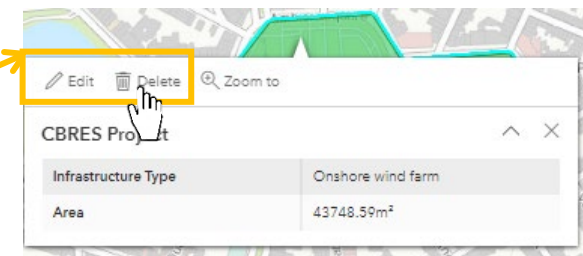 Edit Delete Zoom to
CBRES Project
Infrastructure Type Onshore wind farm
Area 43748.59m²